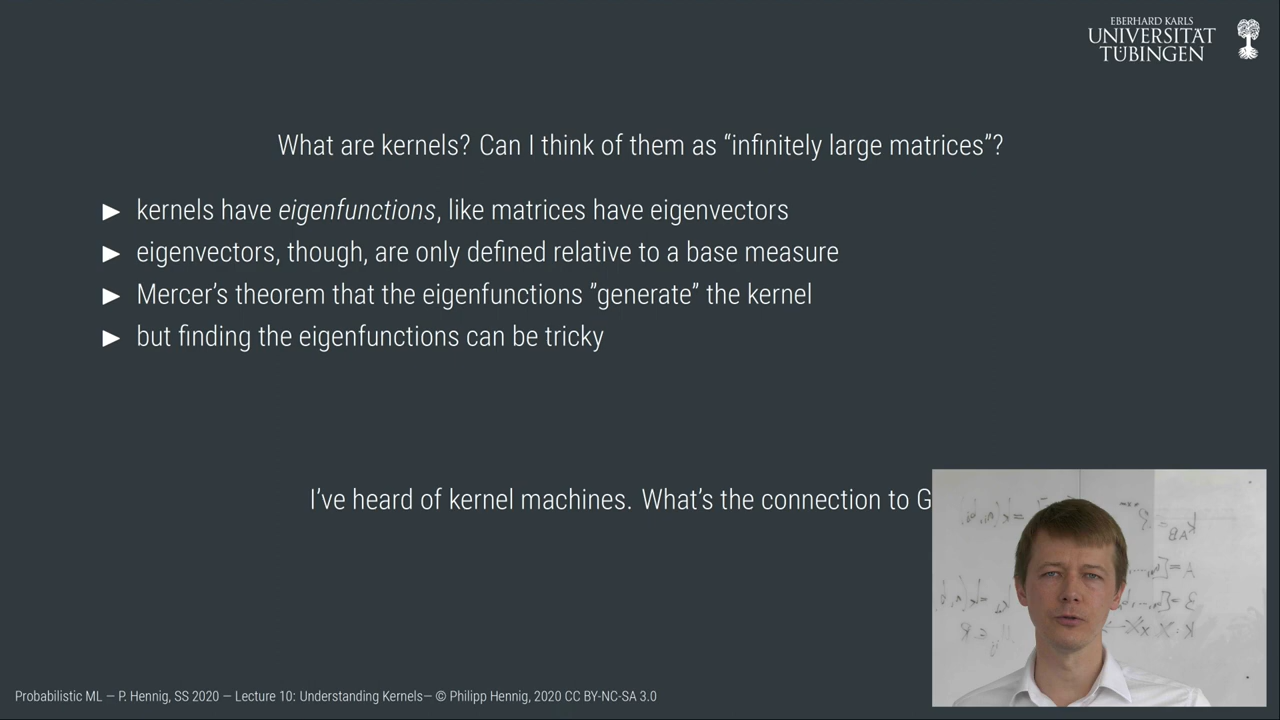 EBERHARD KARLS
UNIVERSITÄT
TÜBINGEN
What are kernels? Can I think of them as “infinitely large matrices”?
▶ kernels have eigenfunctions, like matrices have eigenvectors
▶ eigenvectors, though, are only defined relative to a base measure
▶ Mercer’s theorem that the eigenfunctions ”generate” the kernel
▶ but finding the eigenfunctions can be tricky
I’ve heard of kernel machines. What’s the connection to G
Probabilistic ML — P. Hennig, SS 2020 — Lecture 10: Understanding Kernels— © Philipp Hennig, 2020 CC BY-NC-SA 3.0